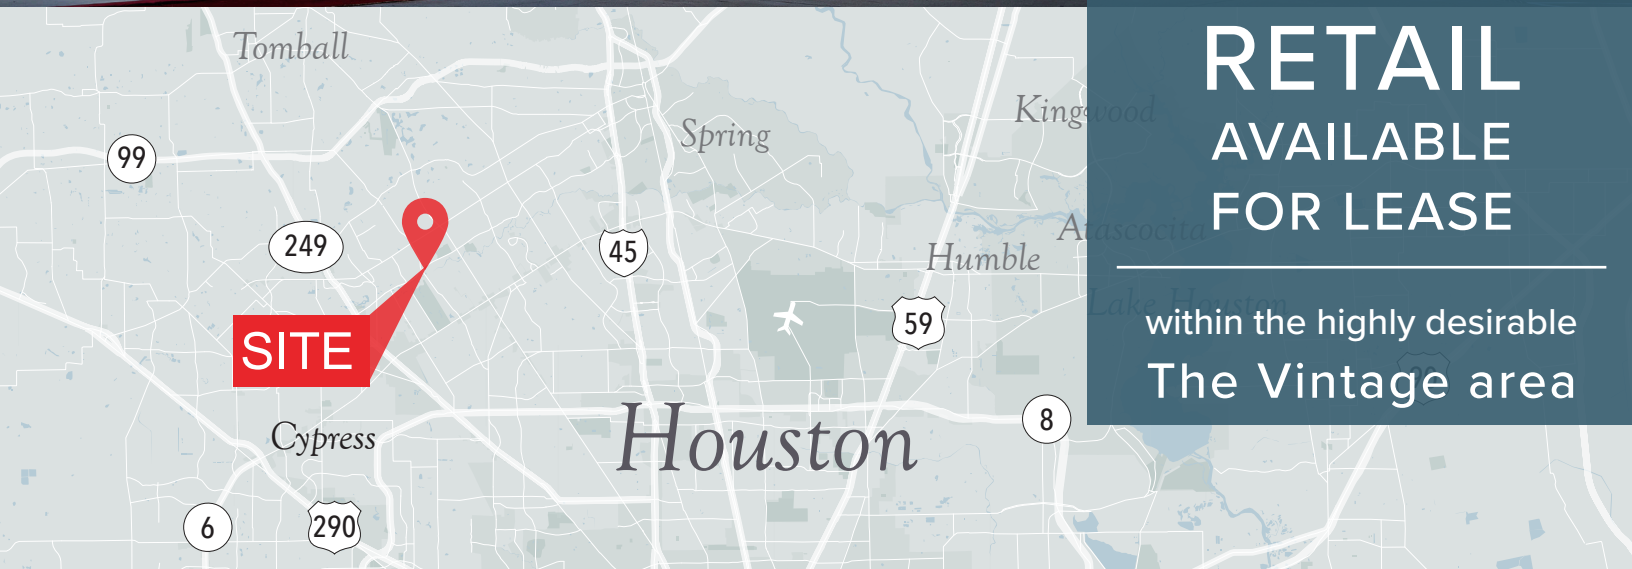 Tomball
99
Spring
Kingwood
249
45
Humble
Atascocita
Lake Houston
59
SITE
Cypress
Houston
8
6
290
90
RETAIL
AVAILABLE
FOR LEASE
within the highly desirable
The Vintage area